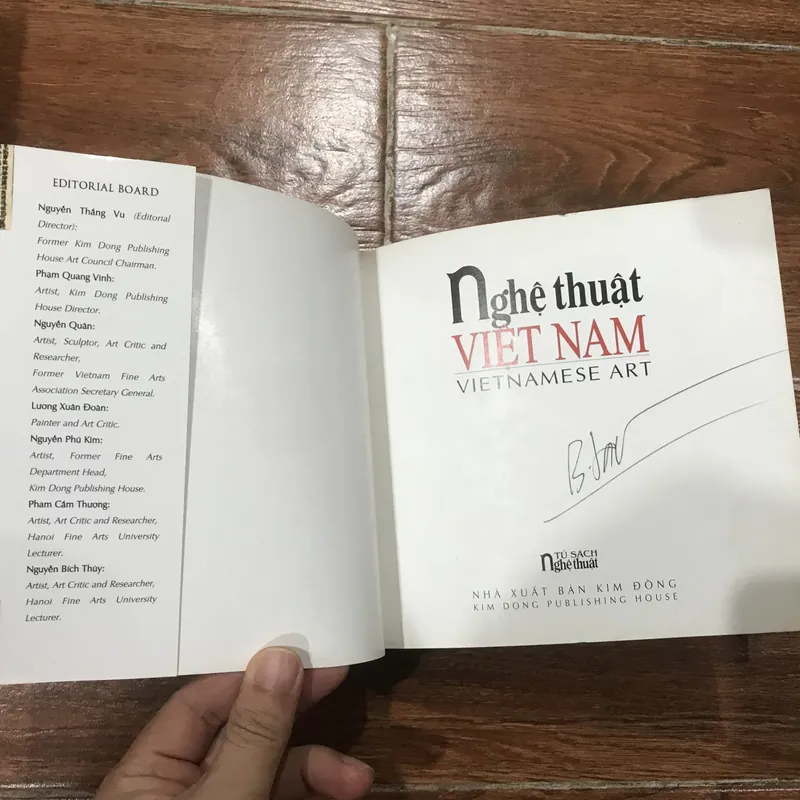 EDITORIAL BOARD
Nguyễn Thắng Vu (Editorial
Director):
Former Kim Dong Publishing
House Art Council Chairman.
Phạm Quang Vinh:
Artist, Kim Dong Publishing
House Director.
Nguyễn Quân:
Artist, Sculptor, Art Critic and
Researcher,
Former Vietnam Fine Arts
Association Secretary General.
Lương Xuân Đoàn:
Painter and Art Critic.
Nguyễn Phú Kim:
Artist, Former Fine Arts
Department Head,
Kim Dong Publishing House.
Phan Cẩm Thượng:
Artist, Art Critic and Researcher,
Hanoi Fine Arts University
Lecturer.
Nguyễn Bích Thủy:
Artist, Art Critic and Researcher,
Hanoi Fine Arts University
Lecturer.
Nghệ thuật
VIỆT NAM
VIETNAMESE ART
TỦ SÁCH
Nghệ thuật
NHÀ XUẤT BẢN KIM ĐỒNG
KIM DONG PUBLISHING HOUSE